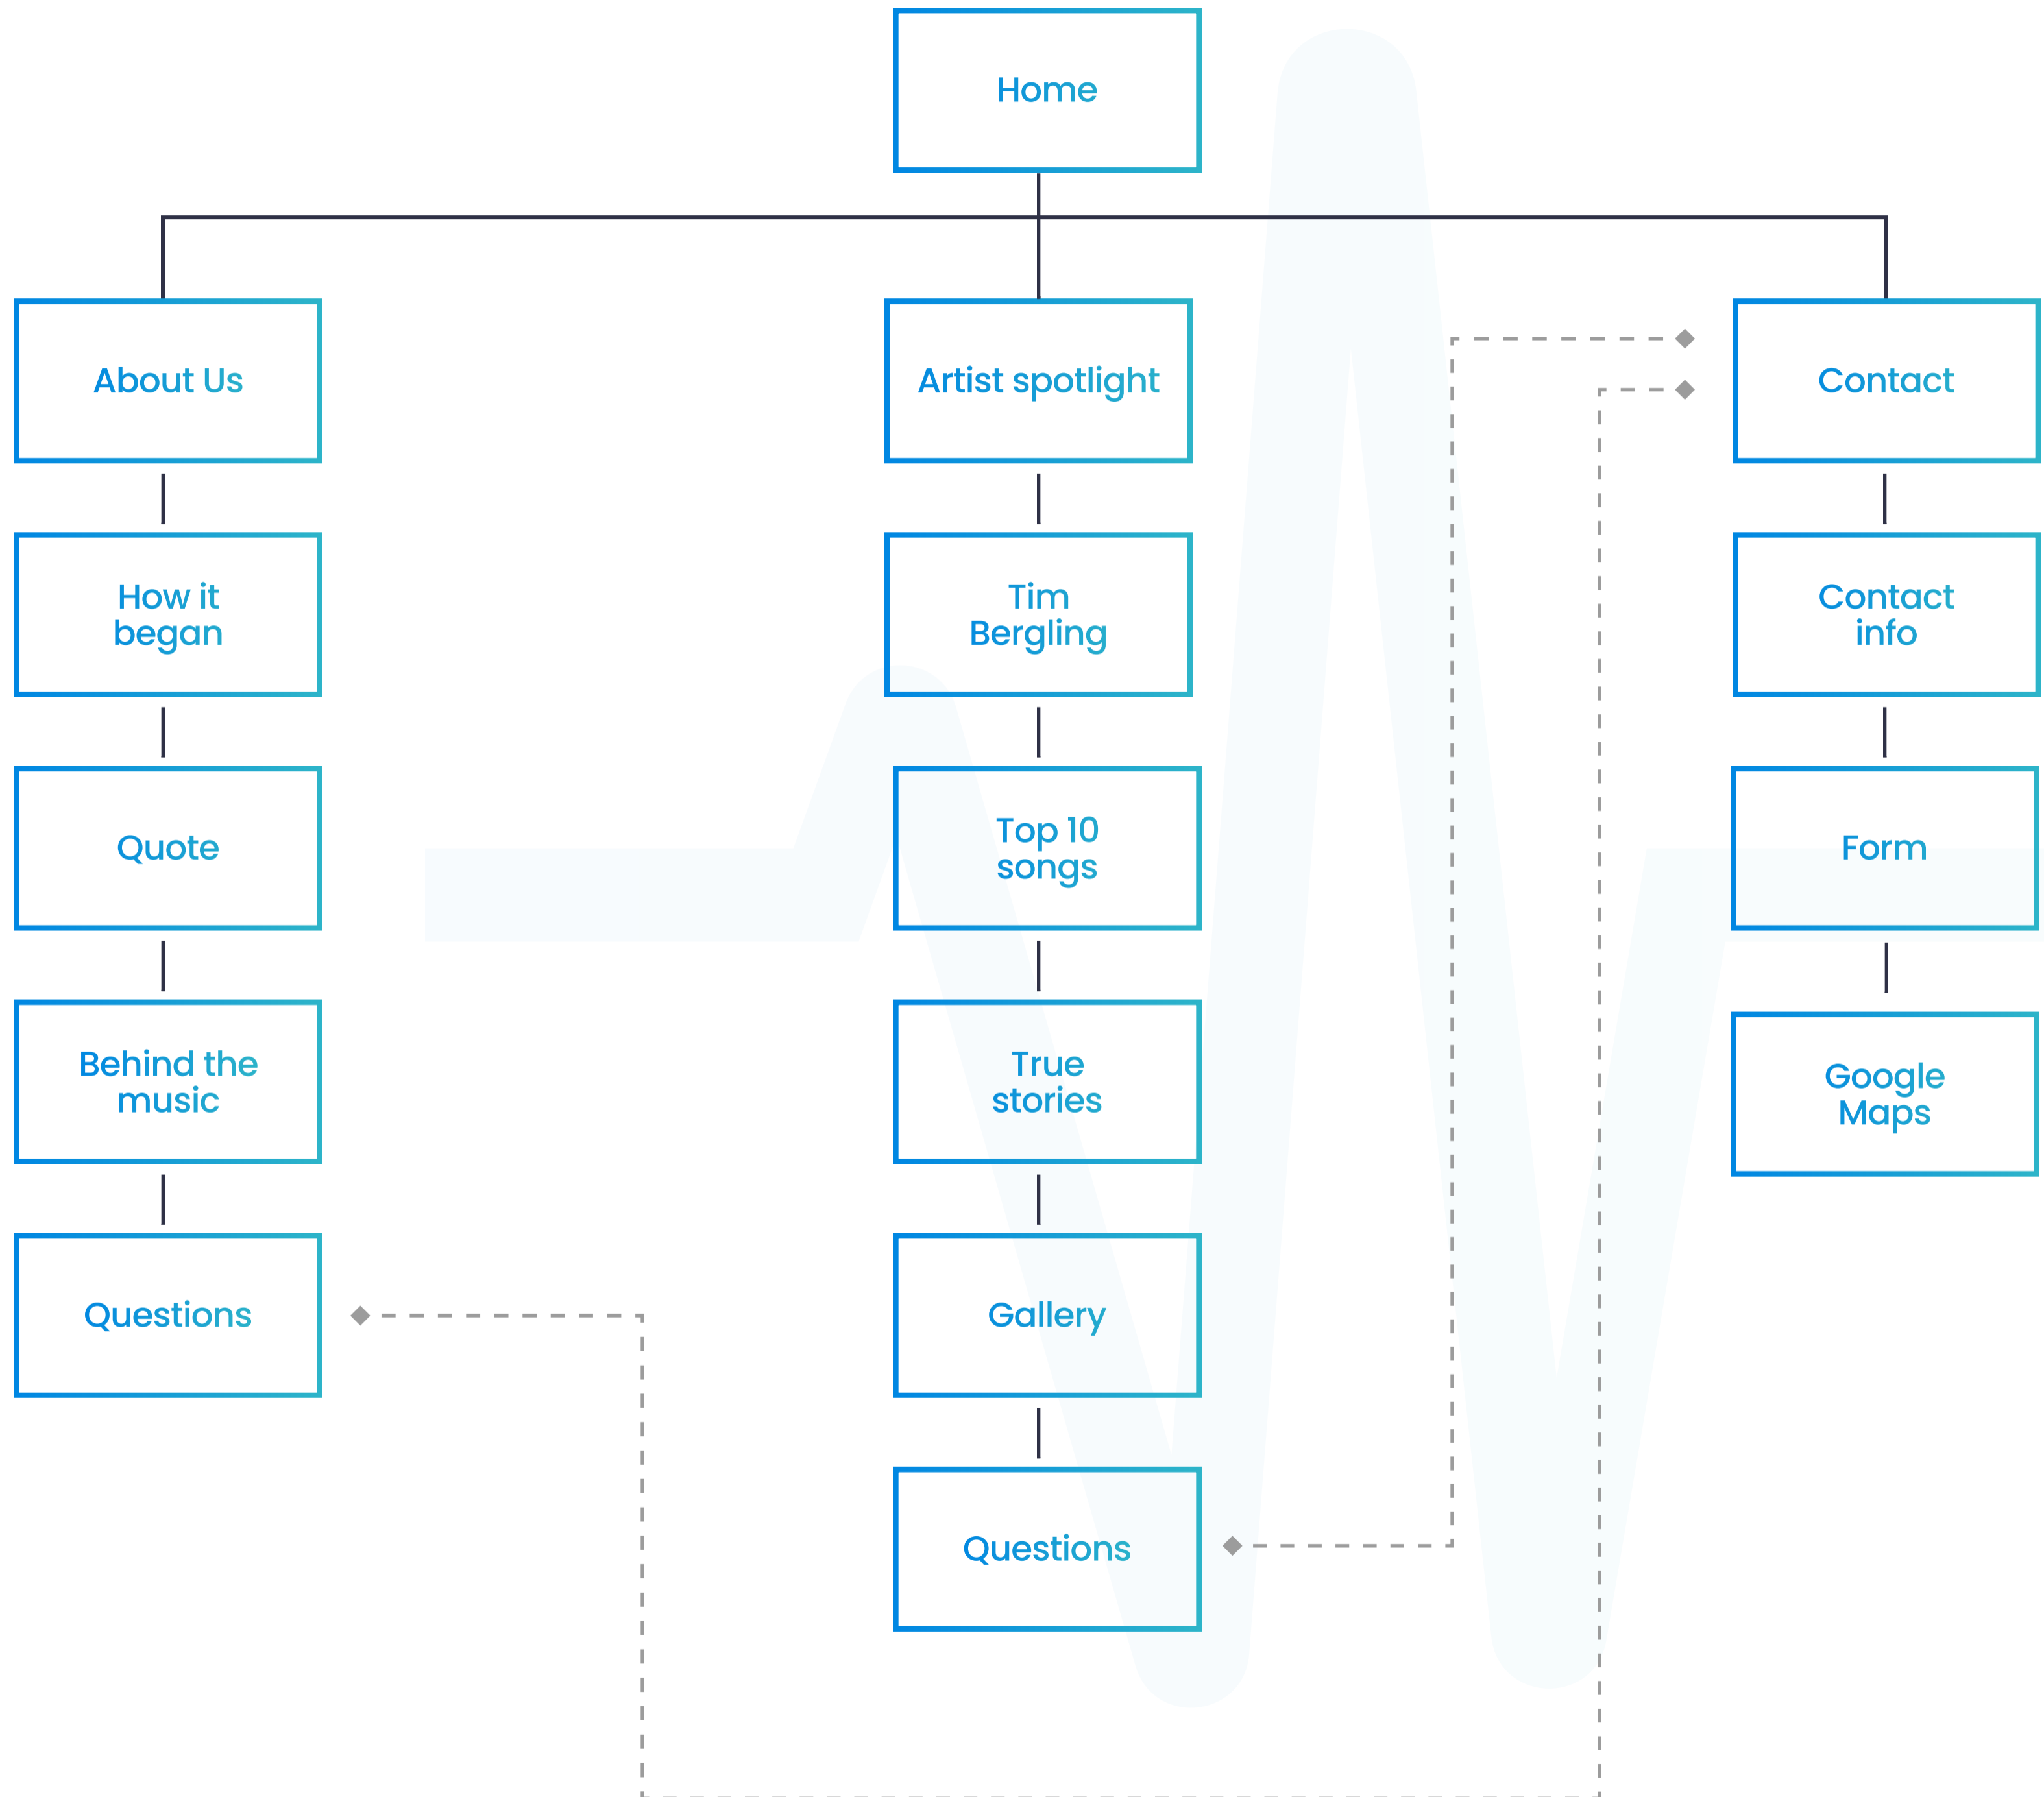 Home
About Us
Artist spotlight
Contact
How it
began
Tim
Bergling
Contact
info
Quote
Top 10
songs
Form
Behind the
music
True
stories
Google
Maps
Questions
Gallery
Questions